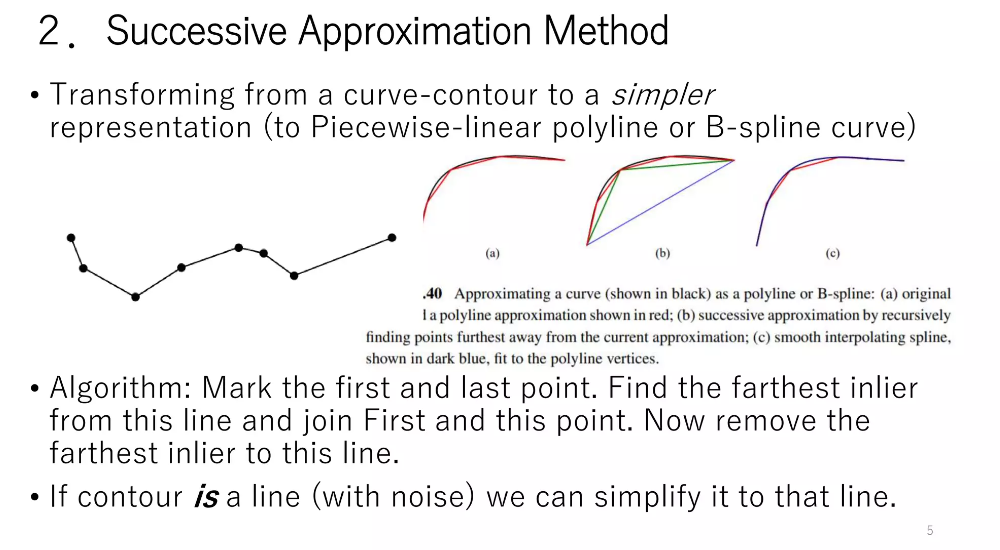 2． Successive Approximation Method
• Transforming from a curve-contour to a simpler
representation (to Piecewise-linear polyline or B-spline curve)
(a)
(b)
(c)
.40 Approximating a curve (shown in black) as a polyline or B-spline: (a) original
l a polyline approximation shown in red; (b) successive approximation by recursively
finding points furthest away from the current approximation; (c) smooth interpolating spline,
shown in dark blue, fit to the polyline vertices.
• Algorithm: Mark the first and last point. Find the farthest inlier
from this line and join First and this point. Now remove the
farthest inlier to this line.
• If contour is a line (with noise) we can simplify it to that line.
5